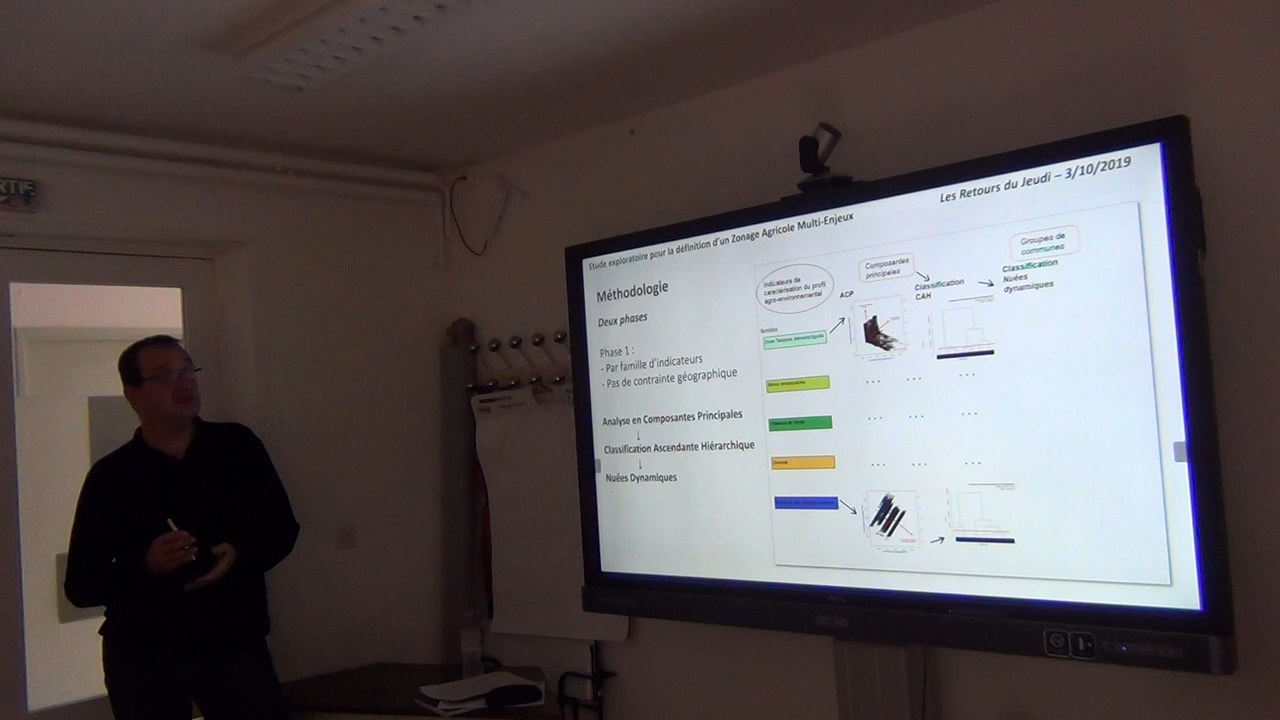 Etude exploratoire pour la définition d'un Zonage Agricole Multi-Enjeux
Les Retours du Jeudi – 3/10/2019
Méthodologie
Deux phases
Phase 1 :
- Par famille d'indicateurs
- Pas de contrainte géographique
Analyse en Composantes Principales
↓
Classification Ascendante Hiérarchique
↓
Nuées Dynamiques
Indicateurs de
caractérisation du profil
agro-environnemental
Composantes
principales
Groupes de
communes
ACP
Classification
CAH
Classification
Nuées
dynamiques
familles
Diversité